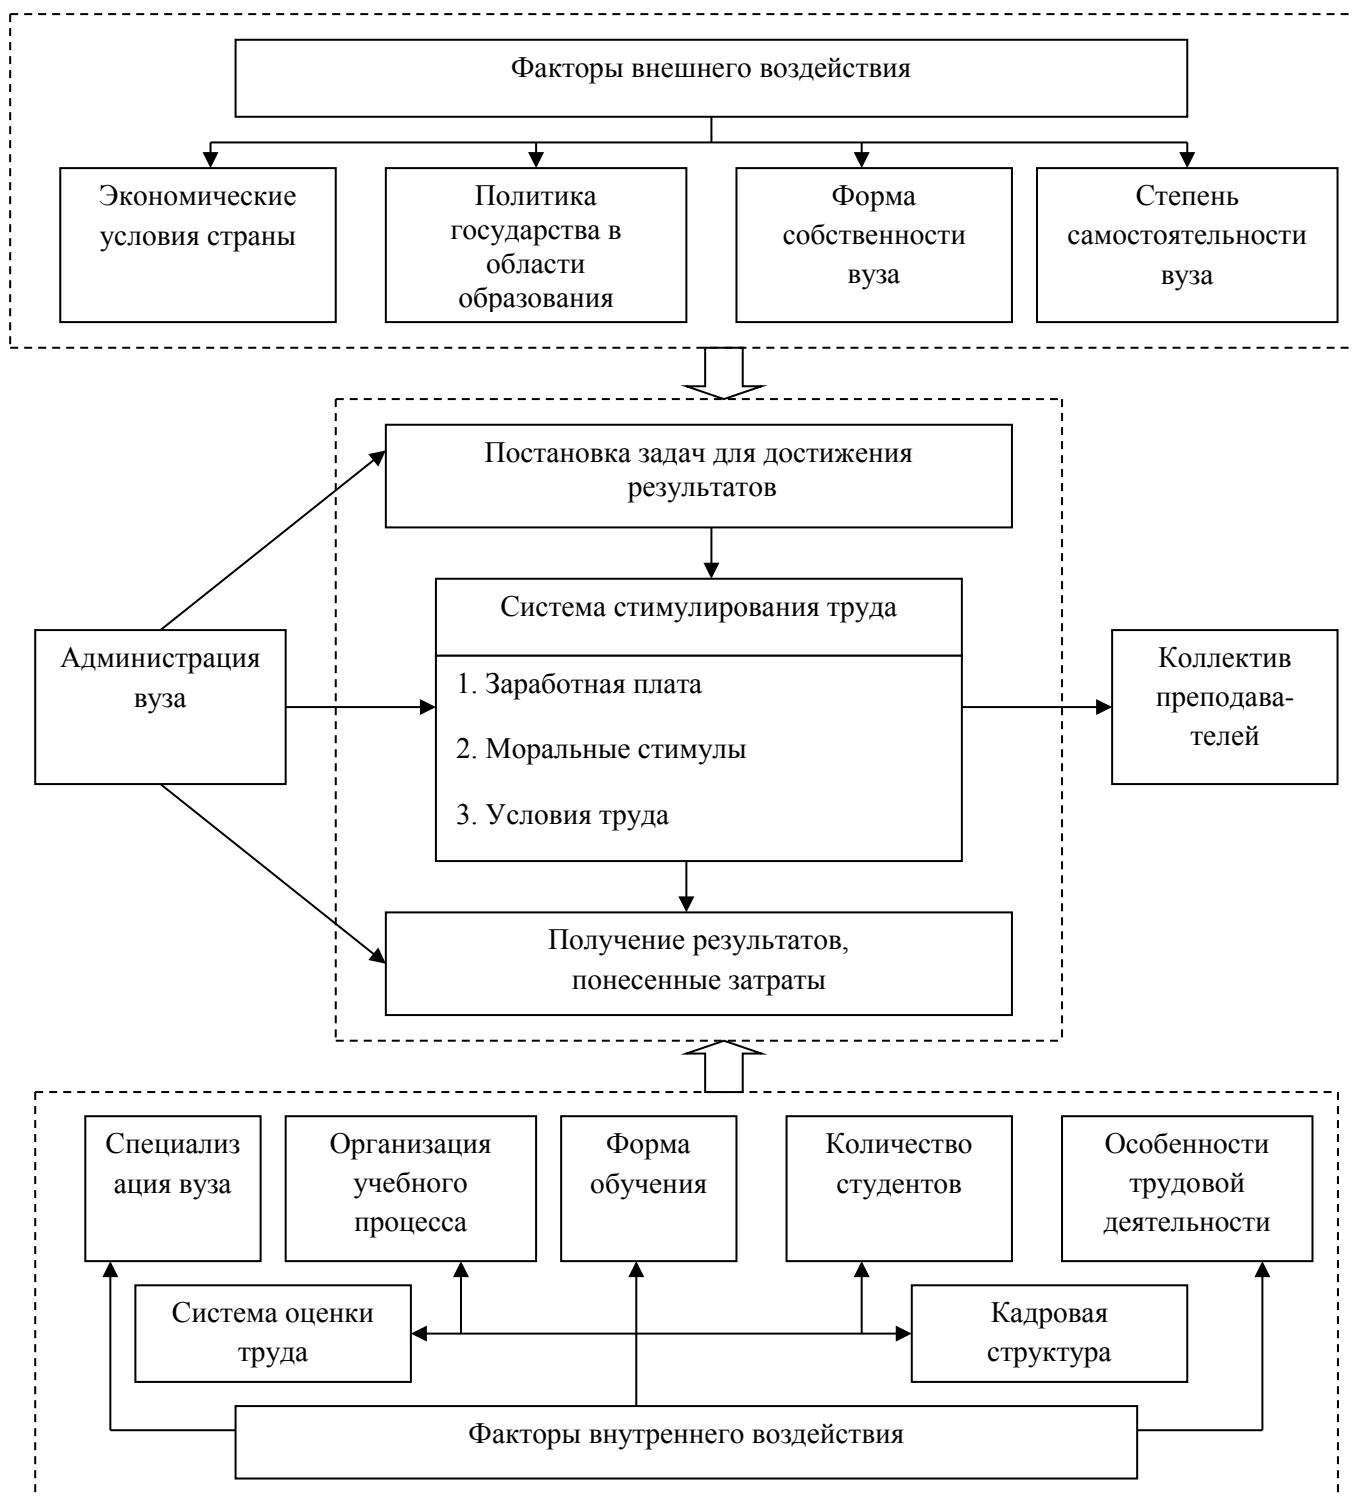 Факторы внешнего воздействия
Экономические
условия страны
Политика
государства в
области
образования
Форма
собственности
вуза
Степень
самостоятельности
вуза
Постановка задач для достижения
результатов
Система стимулирования труда
Администрация
вуза
1. Заработная плата
2. Моральные стимулы
3. Условия труда
Коллектив
преподава-
телей
Получение результатов,
понесенные затраты
Специализ
ация вуза
Организация
учебного
процесса
Форма
обучения
Количество
студентов
Особенности
трудовой
деятельности
Система оценки
труда
Кадровая
структура
Факторы внутреннего воздействия